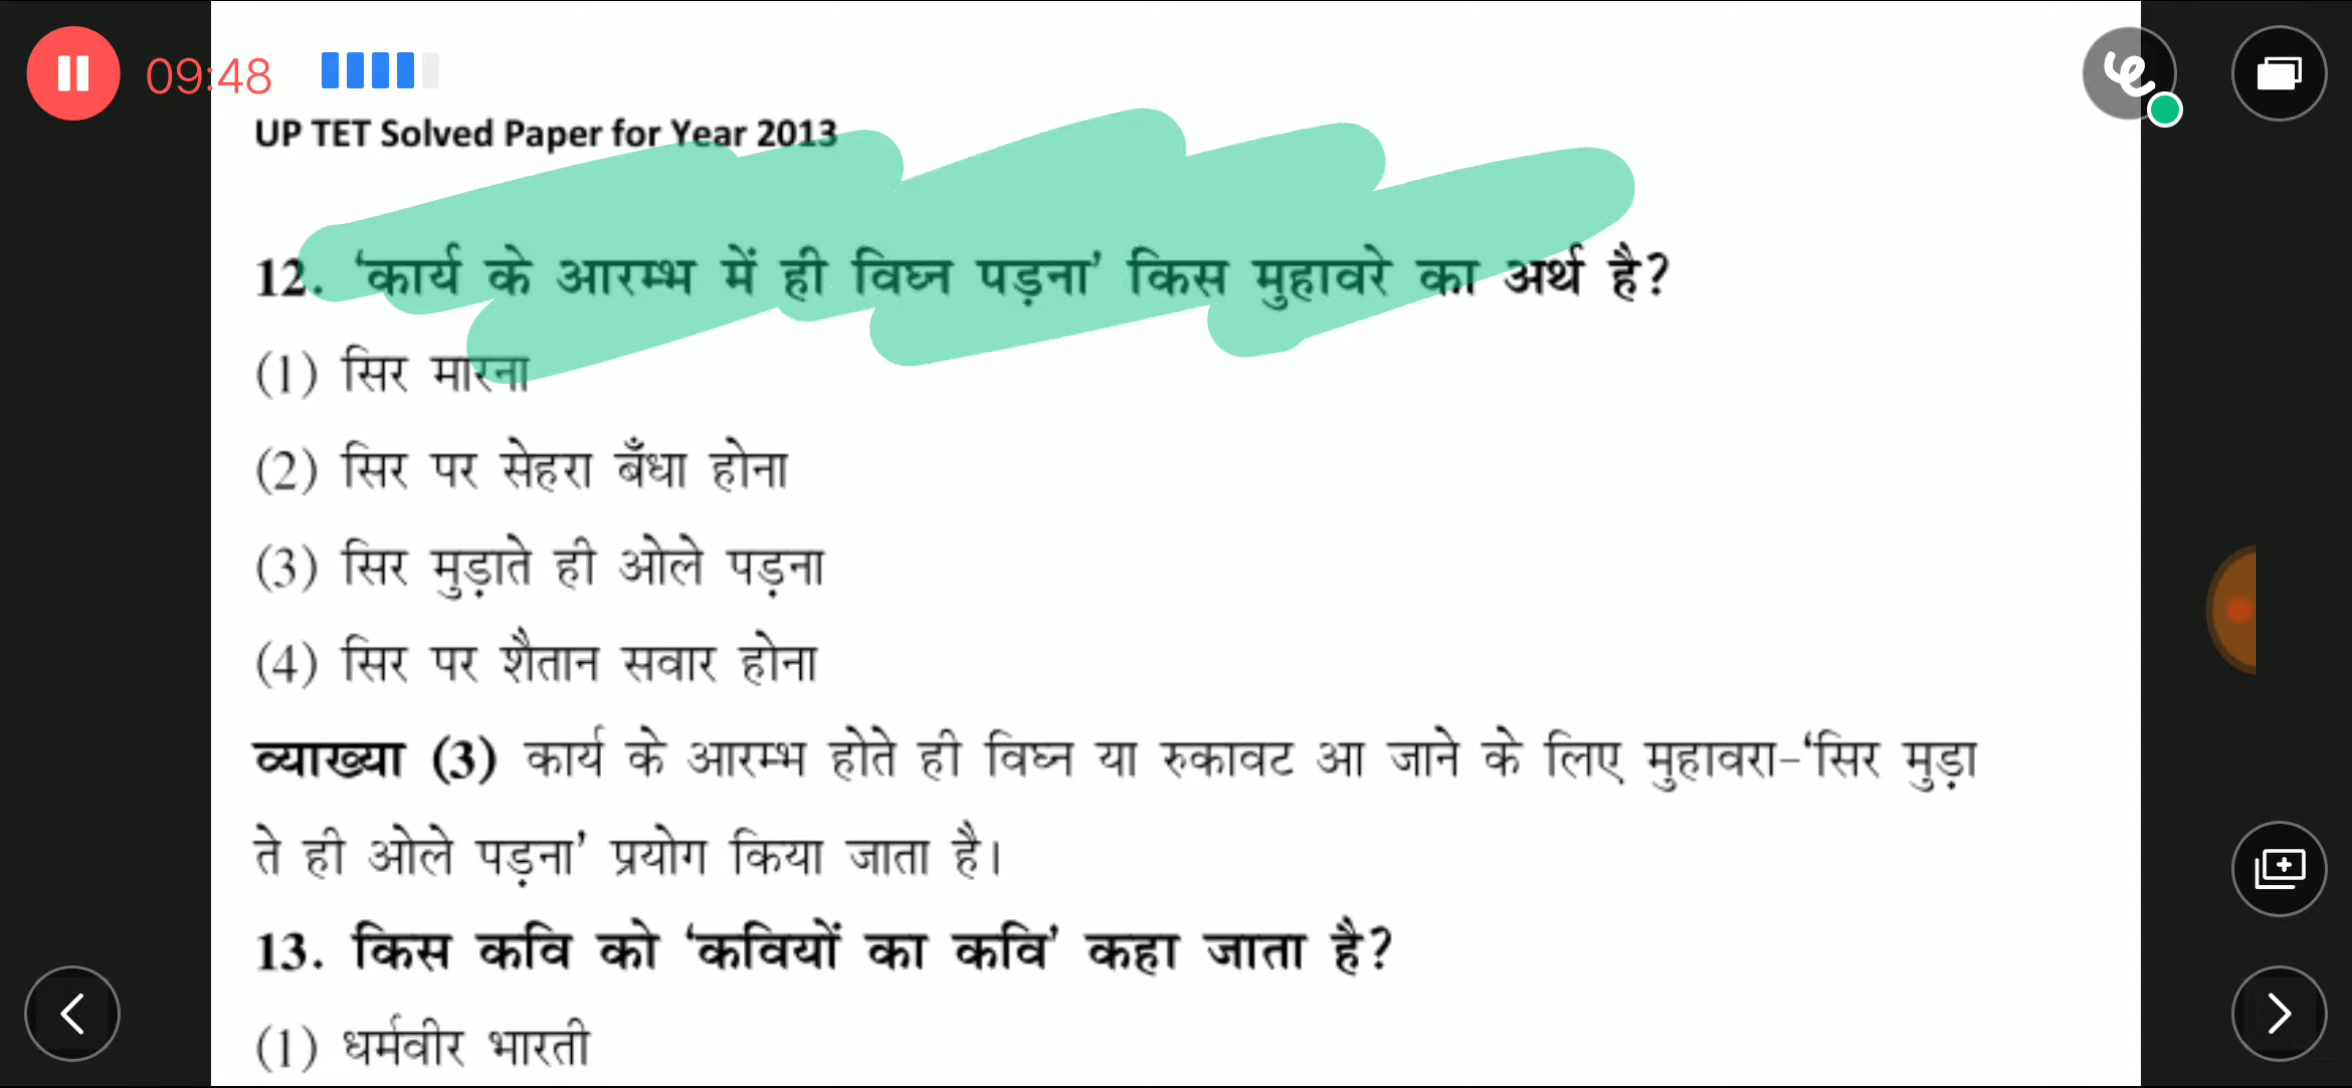 09:48
UP TET Solved Paper for Year 2013
12. ‘कार्य के आरम्भ में ही विघ्न पड़ना’ किस मुहावरे का अर्थ है?
(1) सिर मारना
(2) सिर पर सेहरा बँधा होना
(3) सिर मुड़ाते ही ओले पड़ना
(4) सिर पर शैतान सवार होना
व्याख्या (3) कार्य के आरम्भ होते ही विघ्न या रुकावट आ जाने के लिए मुहावरा-‘सिर मुड़ा
ते ही ओले पड़ना’ प्रयोग किया जाता है।
13. किस कवि को ‘कवियों का कवि’ कहा जाता है?
(1) धर्मवीर भारती